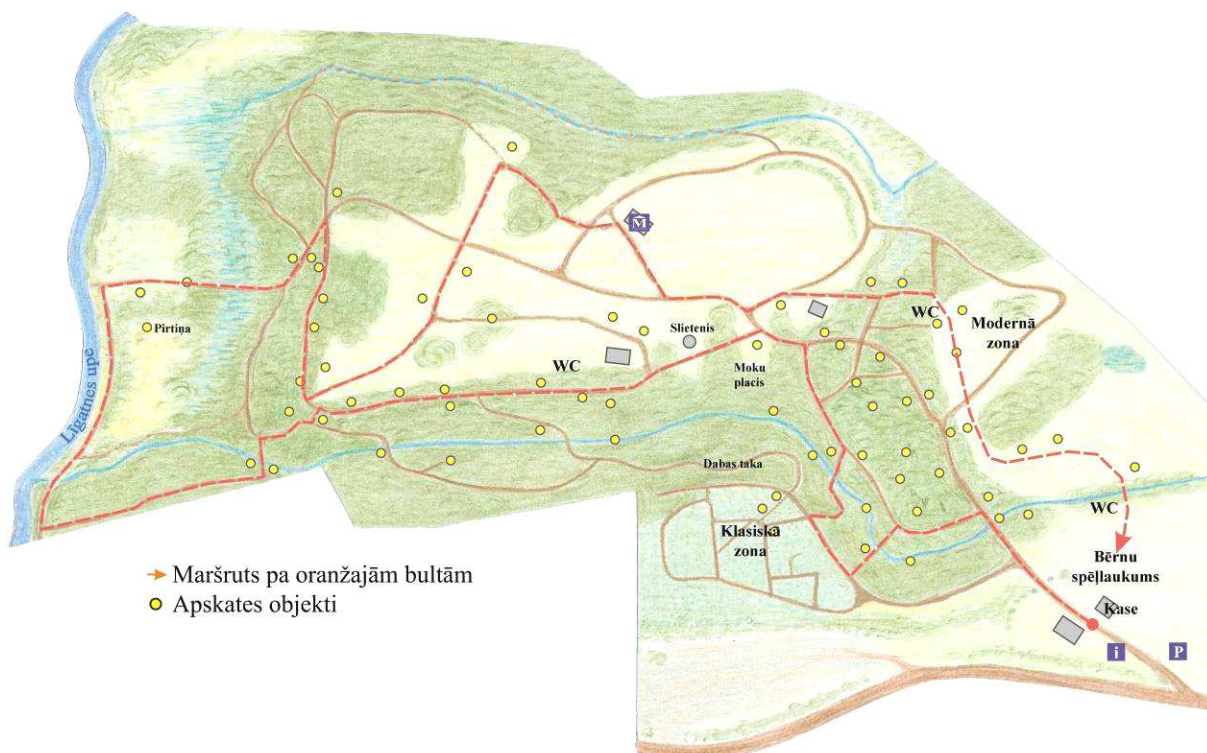 M
WC
Modernā
zona
Slietenis
Pirtiņa
WC
Moku
placis
Līgatnes upe
Dabas taka
Klasiskā
zona
WC
Bērnu
spēļlaukums
Maršruts pa oranžajām bultām
Apskates objekti
Kase
i
P